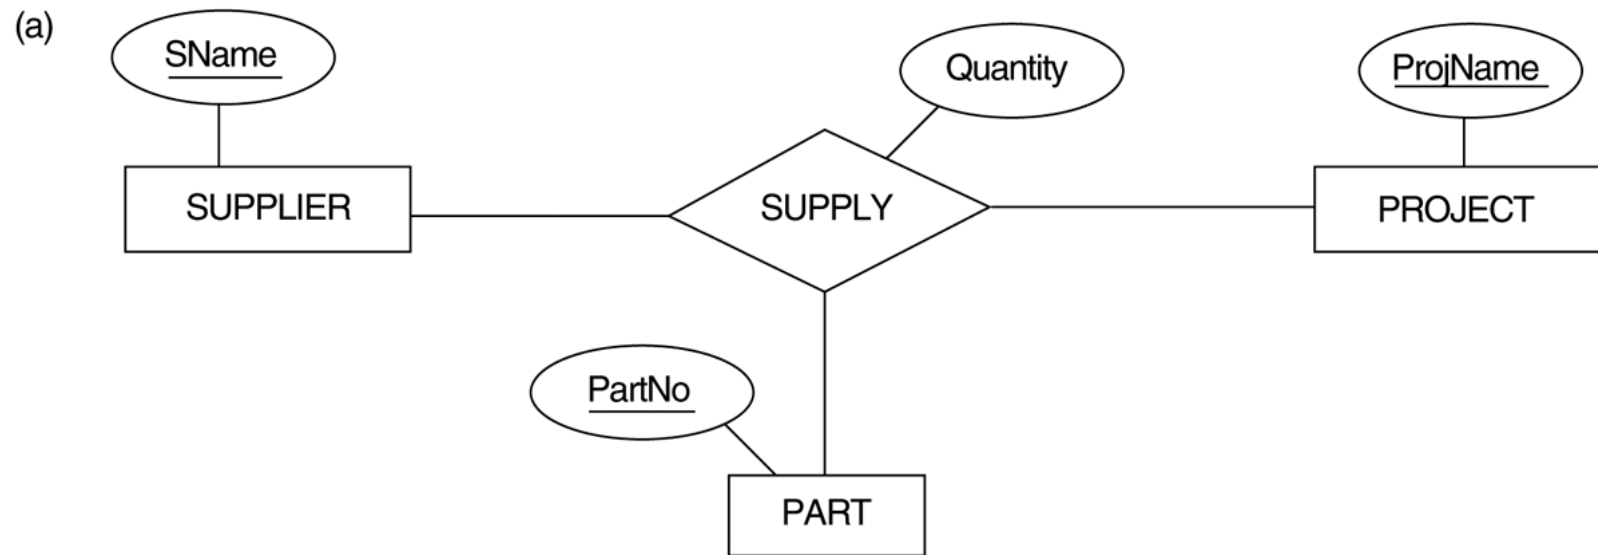 (a)
SName
Quantity
ProjName
SUPPLIER
SUPPLY
PROJECT
PartNo
PART